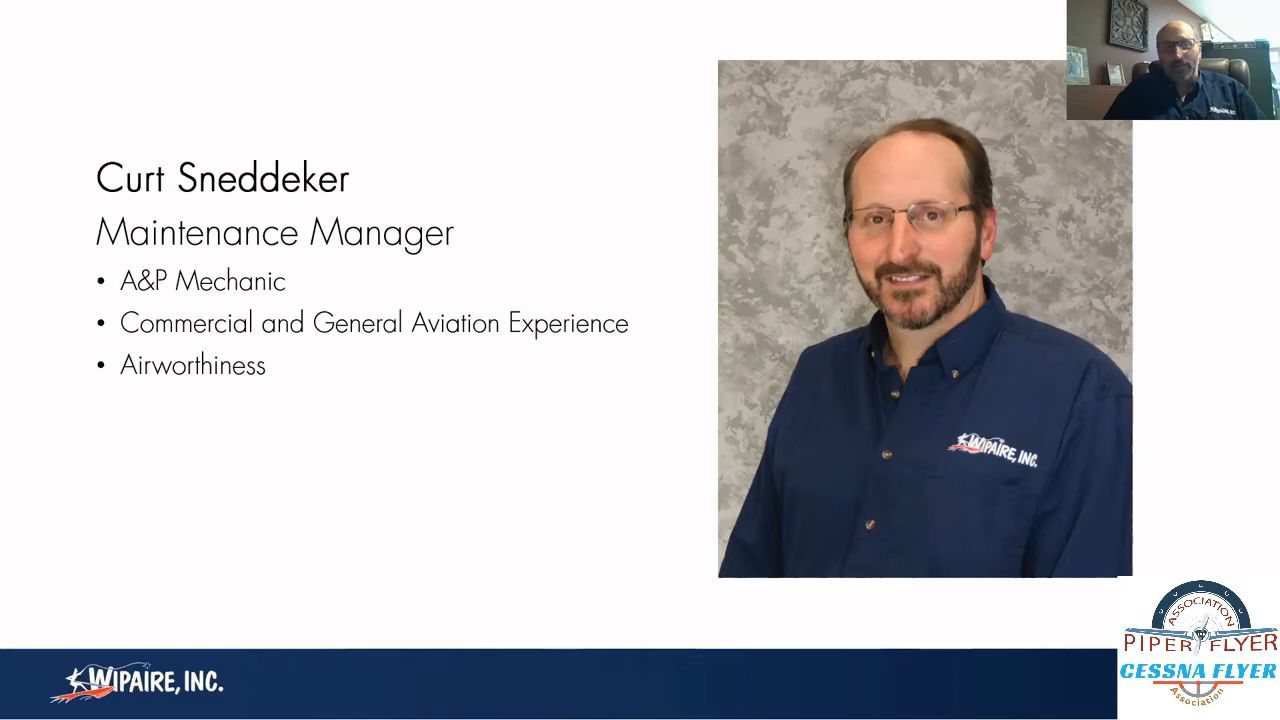 Curt Sneddeker
Maintenance Manager
• A&P Mechanic
• Commercial and General Aviation Experience
• Airworthiness
WIPAIRE, INC.
WIPAIRE, INC.
ASSOCIATION
PIPER FLYER
CESSNA FLYER
Association